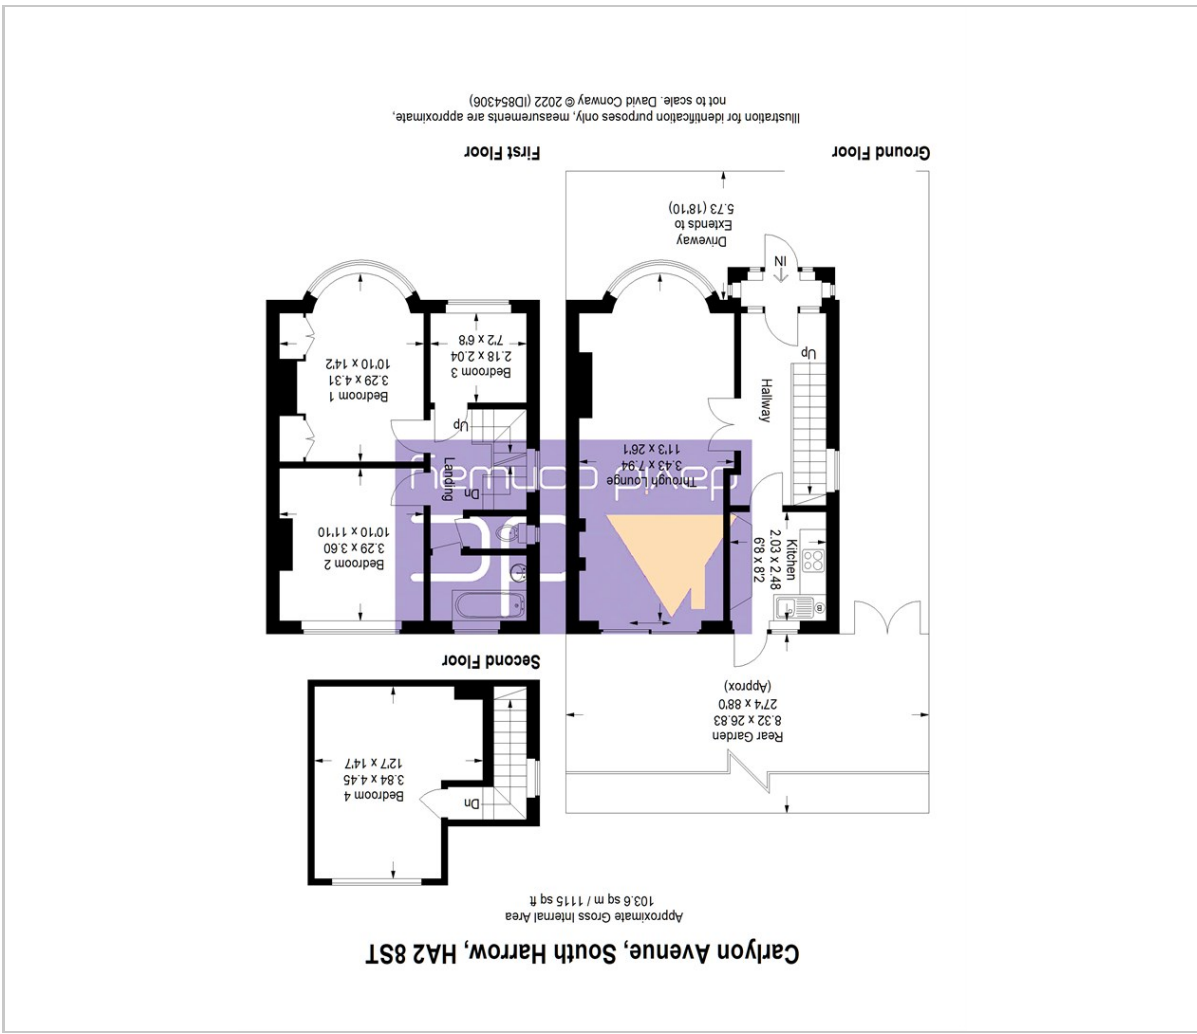 Carlyon Avenue, South Harrow, HA2 8ST
Approximate Gross Internal Area
103.6 sq m / 1115 sq ft
Rear Garden
8.32 x 26.83
27'4 x 88'0
(Approx)
Dn
Bedroom 4
3.84 x 4.45
12'7 x 14'7
Second Floor
Kitchen
2.03 x 2.48
6'8 x 8'2
B
Through Lounge
3.43 x 7.94
11'3 x 26'1
Hallway
Up
IN
Driveway
Extends to
5.73 (18'10)
Ground Floor
Bedroom 2
3.29 x 3.60
10'10 x 11'10
Dn
Landing
Up
Bedroom 3
2.18 x 2.04
7'2 x 6'8
Bedroom 1
3.29 x 4.31
10'10 x 14'2
First Floor
david conway
Illustration for identification purposes only, measurements are approximate,
not to scale. David Conway © 2022 (ID854306)